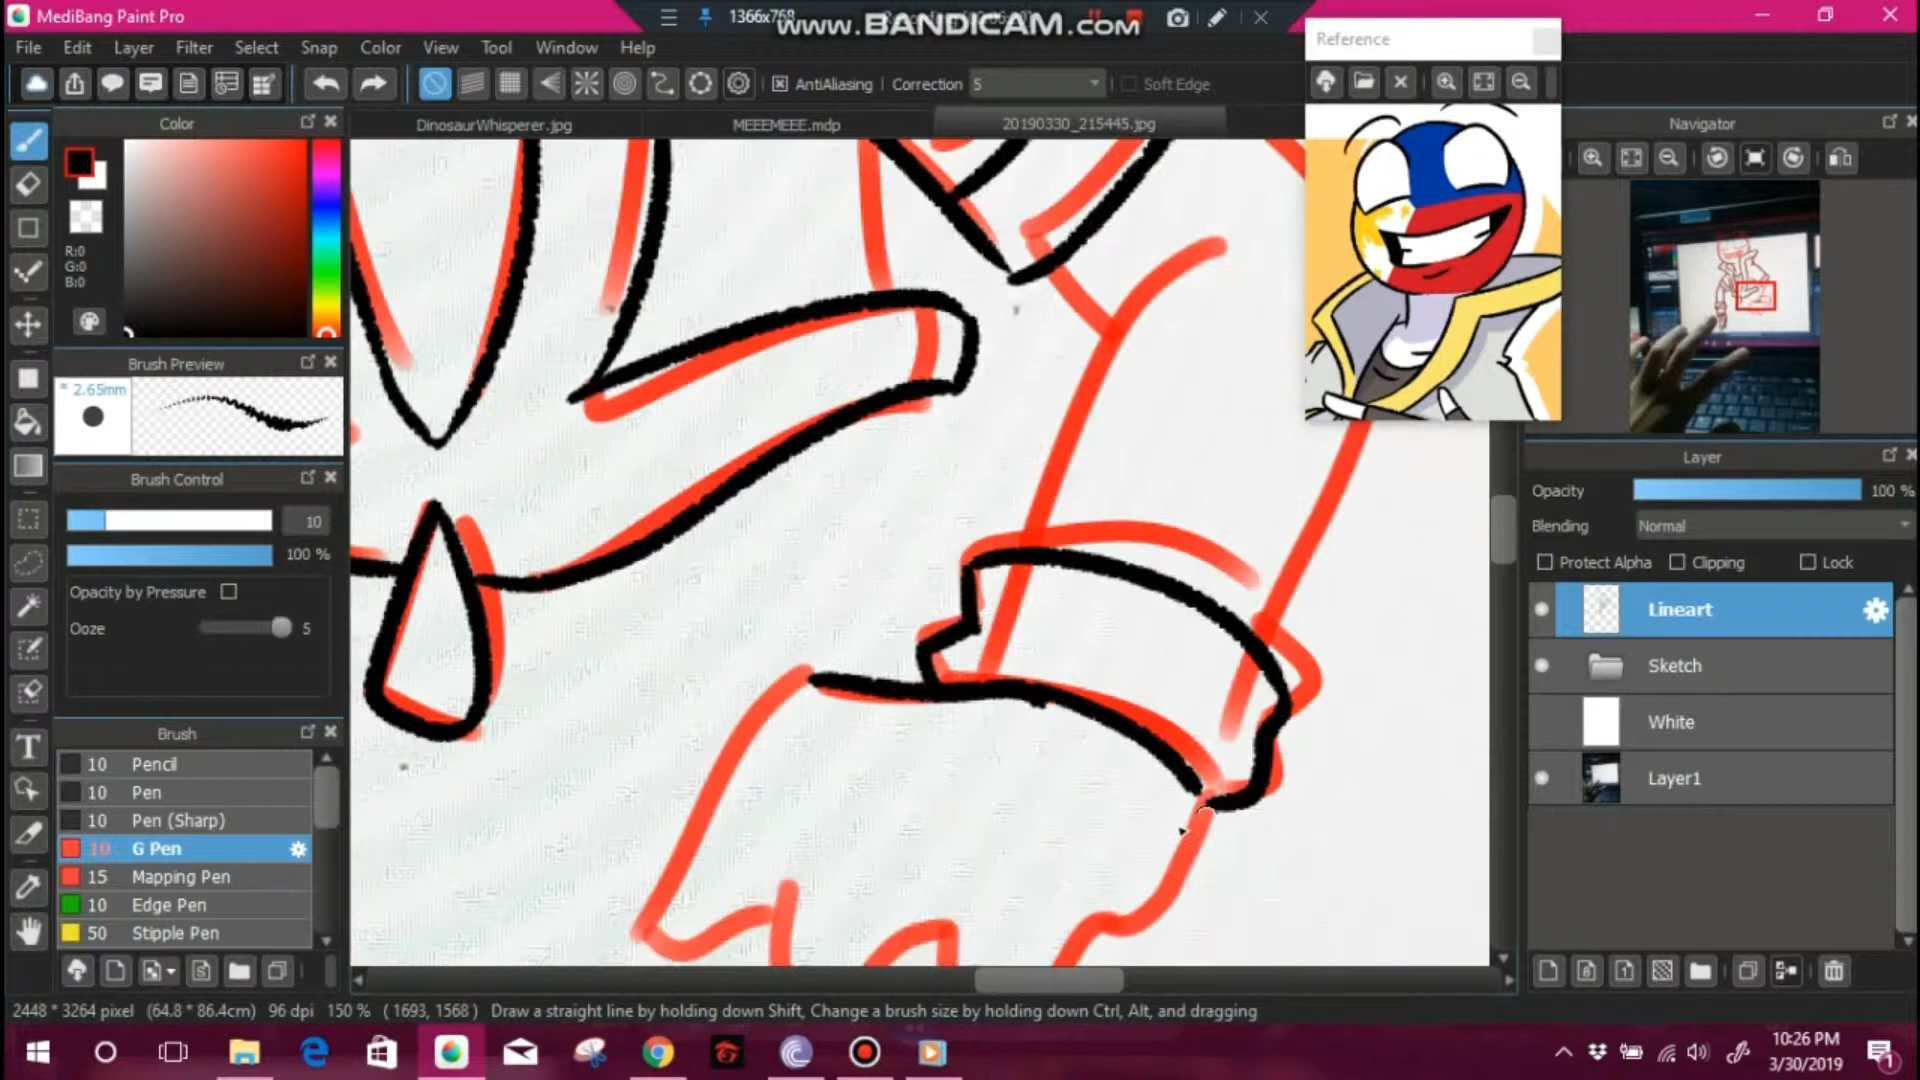 MediBang Paint Pro
1366x768
www.BANDICAM.com
File Edit Layer Filter Select Snap Color View Tool Window Help
Reference
AntiAliasing Correction 5 Soft Edge
Color
DinosaurWhisperer.jpg MEEEMEEE.mdp 20190330_215445.jpg
Navigator
R:0
G:0
B:0
Brush Preview
* 2.65mm
Brush Control
10
100 %
Opacity by Pressure
Ooze 5
Layer
Opacity 100 %
Blending Normal
Protect Alpha Clipping Lock
Lineart
Sketch
White
Layer1
Brush
10 Pencil
10 Pen
10 Pen (Sharp)
10 G Pen
15 Mapping Pen
10 Edge Pen
50 Stipple Pen
2448 * 3264 pixel (64.8 * 86.4cm) 96 dpi 150 % ( 1693, 1568 ) Draw a straight line by holding down Shift, Change a brush size by holding down Ctrl, Alt, and dragging
10:26 PM
3/30/2019
1